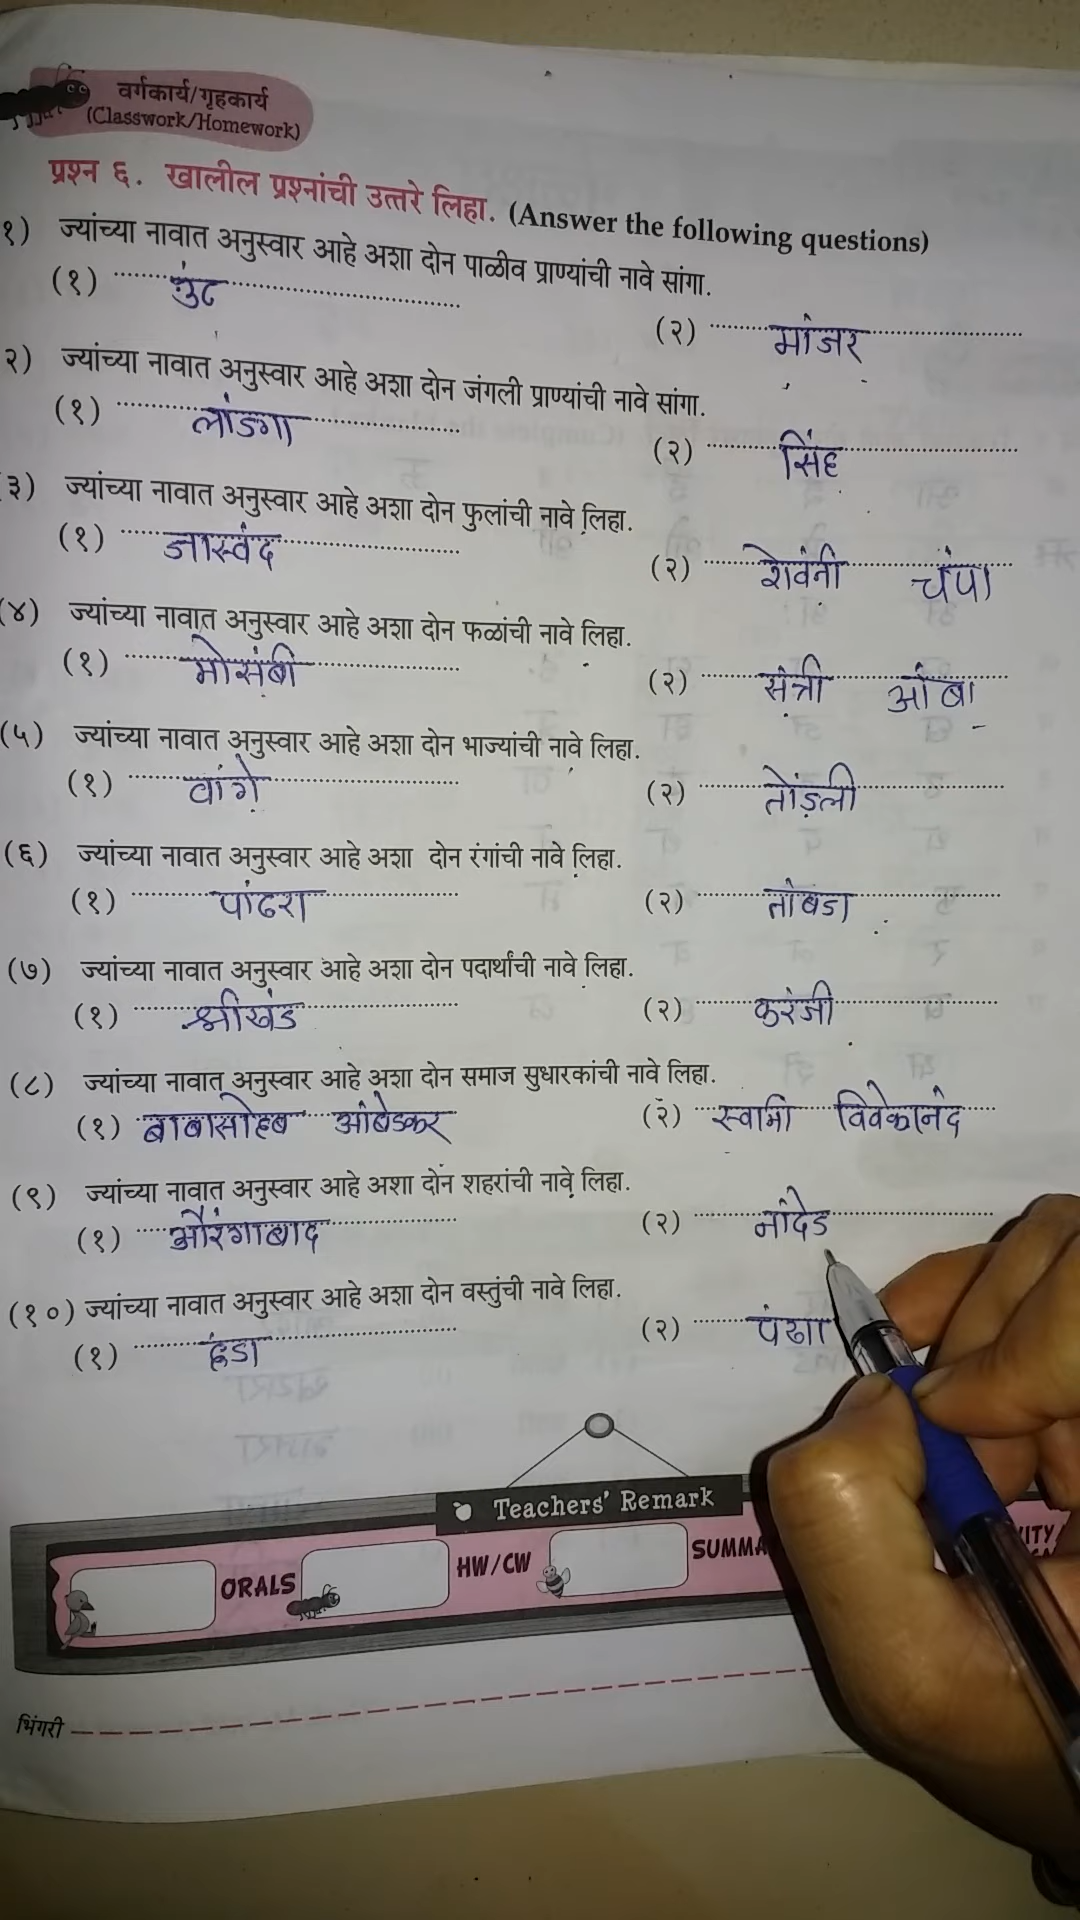 वर्गकार्य/गृहकार्य
(Classwork/Homework)
प्रश्न ६. खालील प्रश्नांची उत्तरे लिहा. (Answer the following questions)
१) ज्यांच्या नावात अनुस्वार आहे अशा दोन पाळीव प्राण्यांची नावे सांगा.
(१) उंट (२) मांजर
२) ज्यांच्या नावात अनुस्वार आहे अशा दोन जंगली प्राण्यांची नावे सांगा.
(१) लांडगा (२) सिंह
३) ज्यांच्या नावात अनुस्वार आहे अशा दोन फुलांची नावे लिहा.
(१) जास्वंद (२) शेवंती चंपा
(४) ज्यांच्या नावात अनुस्वार आहे अशा दोन फळांची नावे लिहा.
(१) मोसंबी (२) संत्री आंबा
(५) ज्यांच्या नावात अनुस्वार आहे अशा दोन भाज्यांची नावे लिहा.
(१) वांगे (२) तोंडली
(६) ज्यांच्या नावात अनुस्वार आहे अशा दोन रंगांची नावे लिहा.
(१) पांढरा (२) तांबडा
(७) ज्यांच्या नावात अनुस्वार आहे अशा दोन पदार्थांची नावे लिहा.
(१) श्रीखंड (२) करंजी
(८) ज्यांच्या नावात अनुस्वार आहे अशा दोन समाज सुधारकांची नावे लिहा.
(१) बाबासाहेब आंबेडकर (२) स्वामी विवेकानंद
(९) ज्यांच्या नावात अनुस्वार आहे अशा दोन शहरांची नावे लिहा.
(१) औरंगाबाद (२) नांदेड
(१०) ज्यांच्या नावात अनुस्वार आहे अशा दोन वस्तुंची नावे लिहा.
(१) हंडा (२) पंखा
Teachers' Remark
ORALS HW/CW
भिंगरी